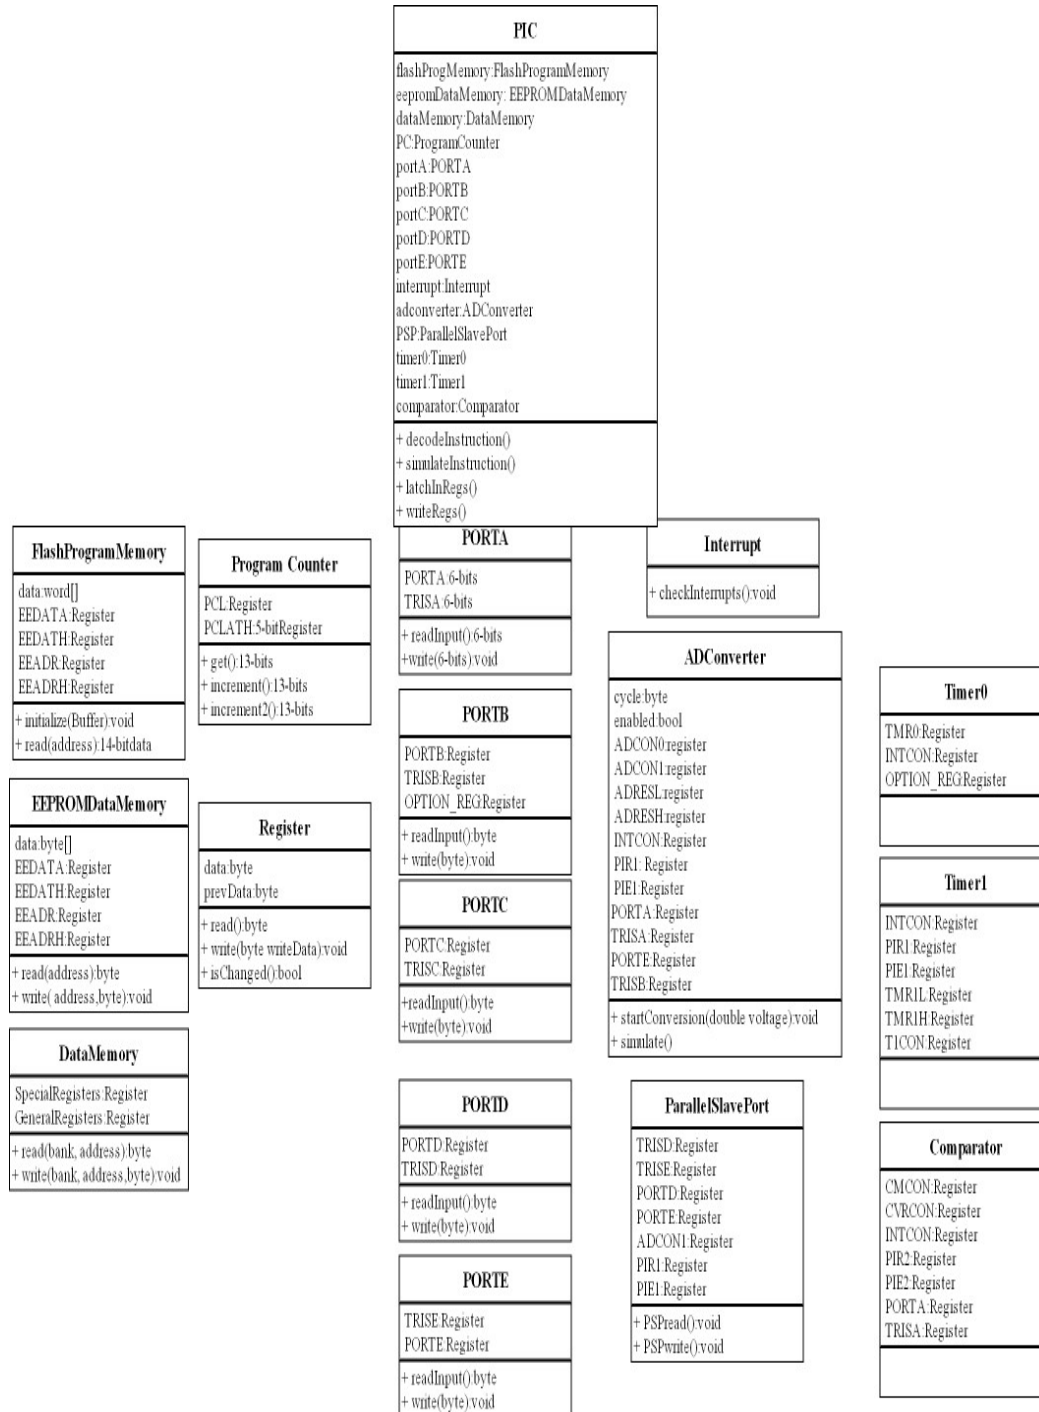 PIC
flashProgMemory:FlashProgramMemory
eepromDataMemory: EEPROMDataMemory
dataMemory:DataMemory
PC:ProgramCounter
portA:PORTA
portB:PORTB
portC:PORTC
portD:PORTD
portE:PORTE
interrupt:Interrupt
adconverter:ADConverter
PSP:ParallelSlavePort
timer0:Timer0
timer1:Timer1
comparator:Comparator
+ decodeInstruction()
+ simulateInstruction()
+ latchInRegs()
+ writeRegs()
FlashProgramMemory
data:word[]
EEDATA:Register
EEDATH:Register
EEADR:Register
EEADRH:Register
+ initialize(Buffer):void
+ read(address):14-bitdata
EEPROMDataMemory
data:byte[]
EEDATA:Register
EEDATH:Register
EEADR:Register
EEADRH:Register
+ read(address):byte
+ write( address,byte):void
DataMemory
SpecialRegisters:Register
GeneralRegisters:Register
+ read(bank, address):byte
+ write(bank, address,byte):void
Program Counter
PCL:Register
PCLATH:5-bitRegister
+ get():13-bits
+ increment():13-bits
+ increment2():13-bits
Register
data:byte
prevData:byte
+ read():byte
+ write(byte writeData):void
+ isChanged():bool
PORTA
PORTA:6-bits
TRISA:6-bits
+ readInput():6-bits
+write(6-bits):void
PORTB
PORTB:Register
TRISB:Register
OPTION_REG:Register
+ readInput():byte
+ write(byte):void
PORTC
PORTC:Register
TRISC:Register
+readInput():byte
+write(byte):void
PORTD
PORTD:Register
TRISD:Register
+ readInput():byte
+ write(byte):void
PORTE
TRISE:Register
PORTE:Register
+ readInput():byte
+ write(byte):void
Interrupt
+ checkInterrupts():void
ADConverter
cycle:byte
enabled:bool
ADCON0:register
ADCON1:register
ADRESL:register
ADRESH:register
INTCON:Register
PIR1: Register
PIE1:Register
PORTA:Register
TRISA:Register
PORTE:Register
TRISB:Register
+ startConversion(double voltage):void
+ simulate()
ParallelSlavePort
TRISD:Register
TRISE:Register
PORTD:Register
PORTE:Register
ADCON1:Register
PIR1:Register
PIE1:Register
+ PSPread():void
+ PSPwrite():void
Timer0
TMR0:Register
INTCON:Register
OPTION_REG:Register
Timer1
INTCON:Register
PIR1:Register
PIE1:Register
TMR1L:Register
TMR1H:Register
T1CON:Register
Comparator
CMCON:Register
CVRCON:Register
INTCON:Register
PIR2:Register
PIE2:Register
PORTA:Register
TRISA:Register